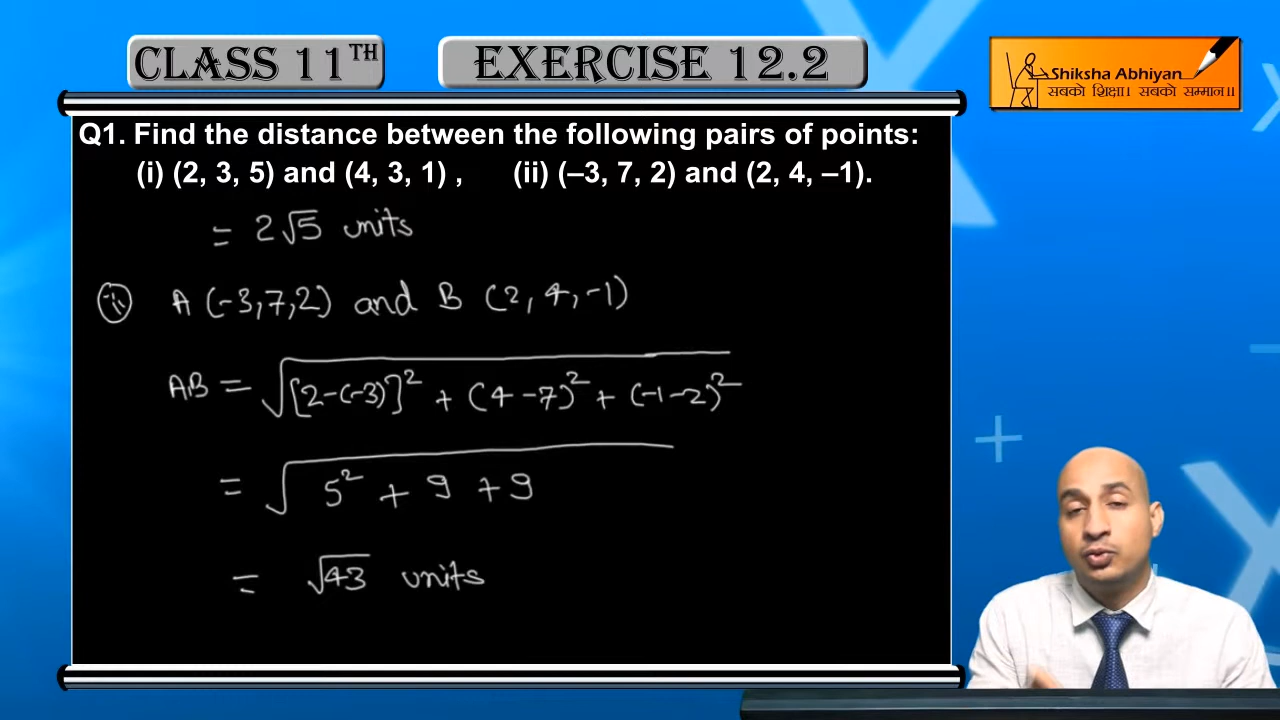 CLASS 11TH
EXERCISE 12.2
Shiksha Abhiyan
सबको शिक्षा। सबको सम्मान।।
Q1. Find the distance between the following pairs of points:
(i) (2, 3, 5) and (4, 3, 1) , (ii) (–3, 7, 2) and (2, 4, –1).
= 2√5 units
(ii) A (-3,7,2) and B (2, 4, -1)
AB = √[2-(-3)]² + (4-7)² + (-1-2)²
= √5² + 9 + 9
= √43 units